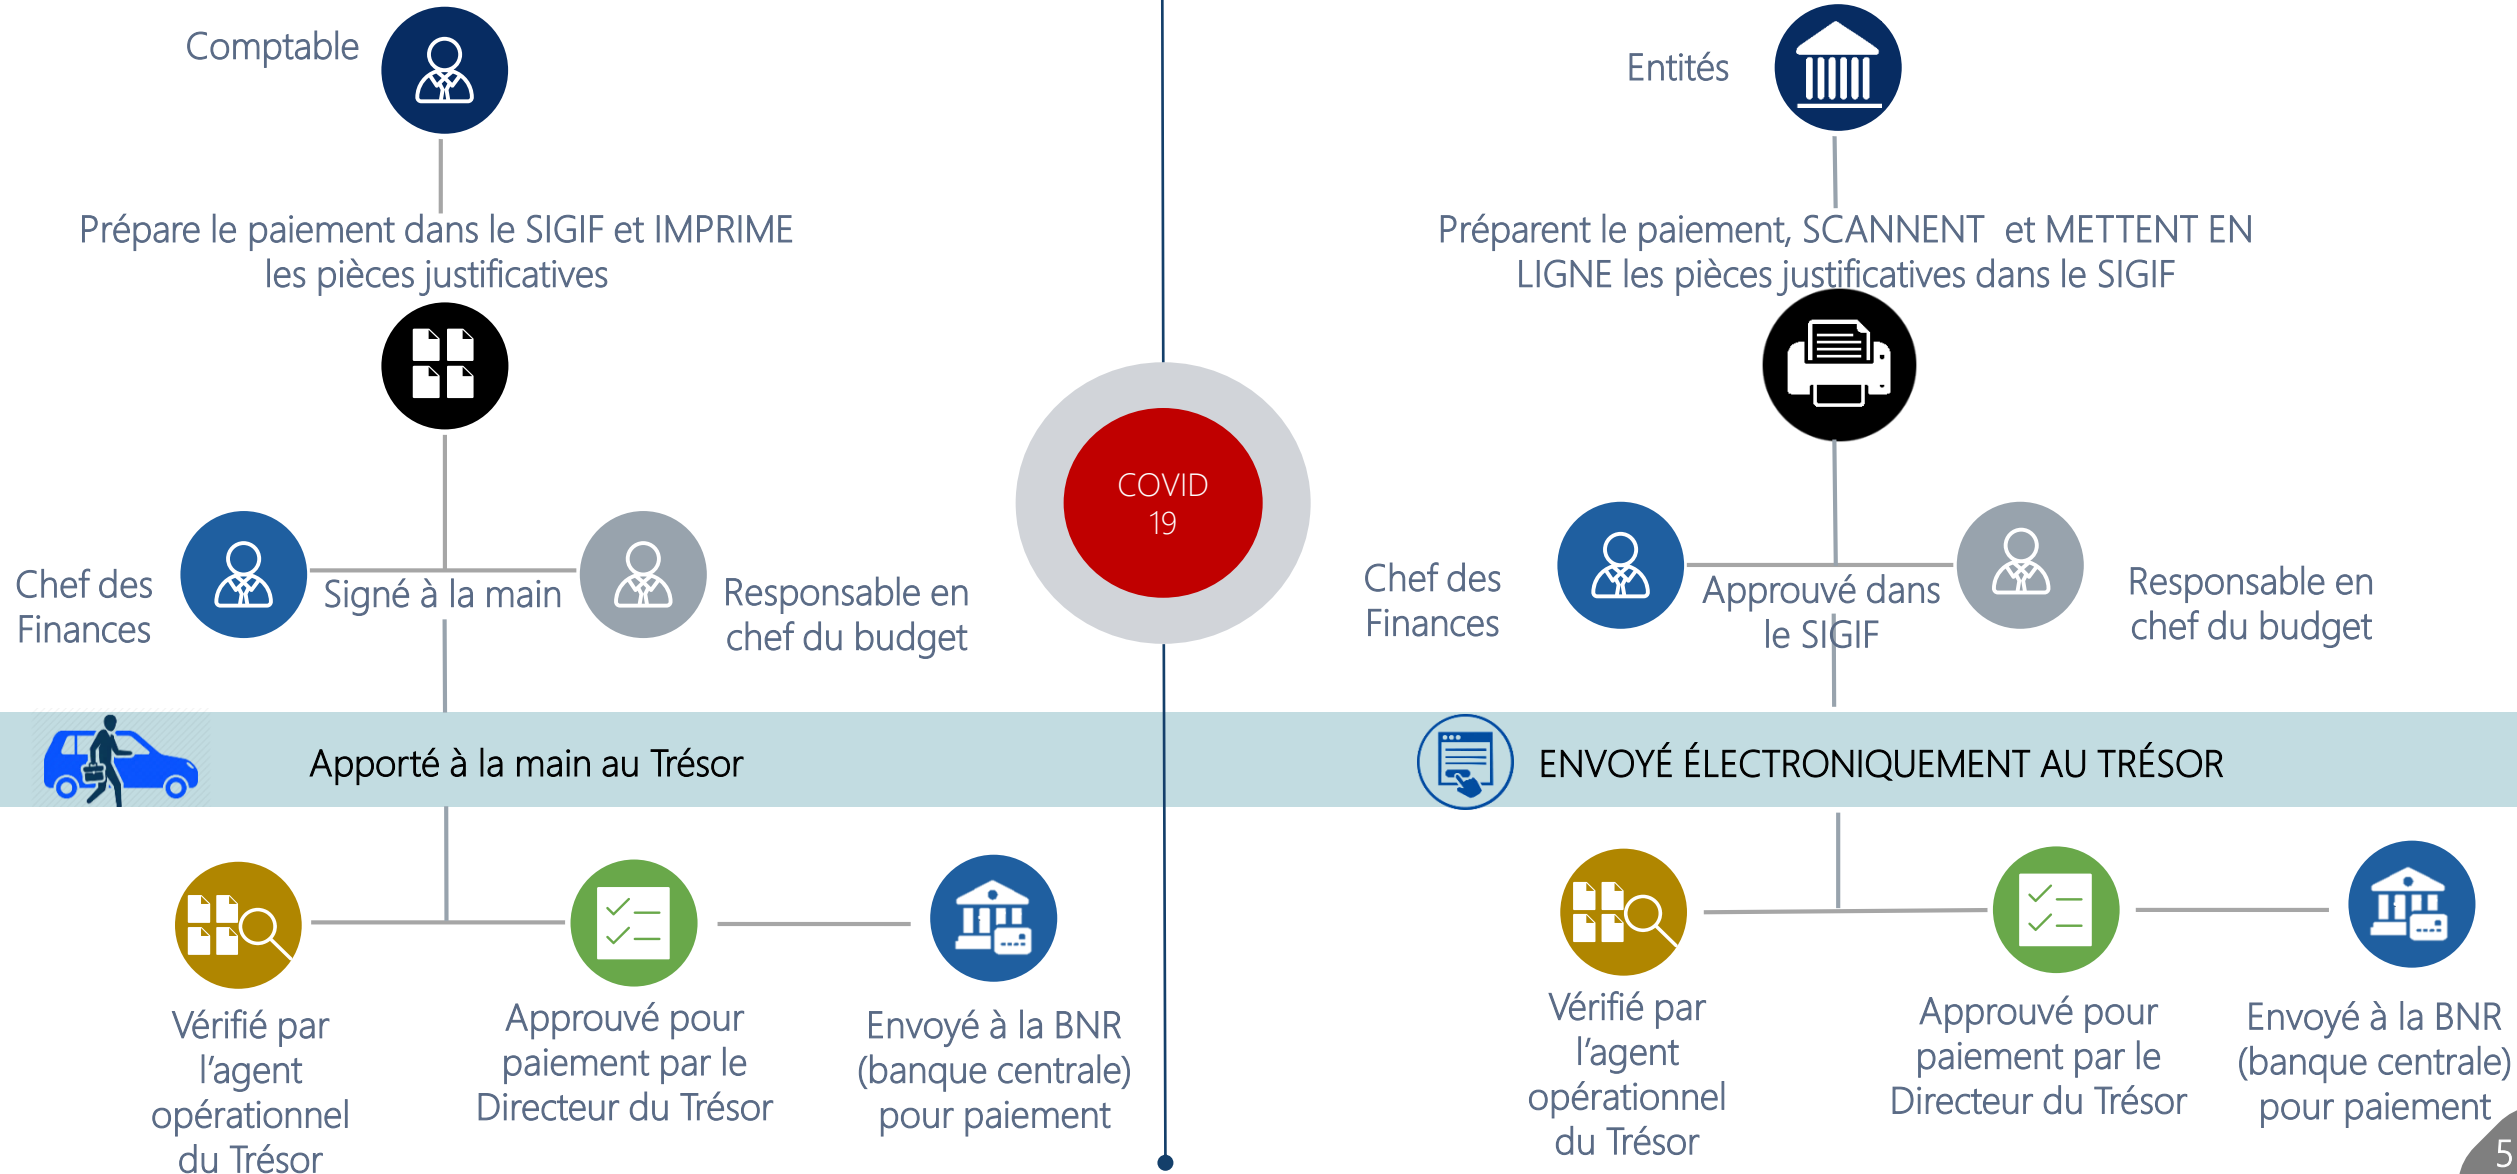 Comptable
Prépare le paiement dans le SIGIF et IMPRIME
les pièces justificatives
Chef des
Finances
Signé à la main
Responsable en
chef du budget
Apporté à la main au Trésor
Vérifié par
l’agent
opérationnel
du Trésor
Approuvé pour
paiement par le
Directeur du Trésor
Envoyé à la BNR
(banque centrale)
pour paiement
COVID
19
Entités
Préparent le paiement, SCANNENT et METTENT EN
LIGNE les pièces justificatives dans le SIGIF
Chef des
Finances
Approuvé dans
le SIGIF
Responsable en
chef du budget
ENVOYÉ ÉLECTRONIQUEMENT AU TRÉSOR
Vérifié par
l’agent
opérationnel
du Trésor
Approuvé pour
paiement par le
Directeur du Trésor
Envoyé à la BNR
(banque centrale)
pour paiement
5